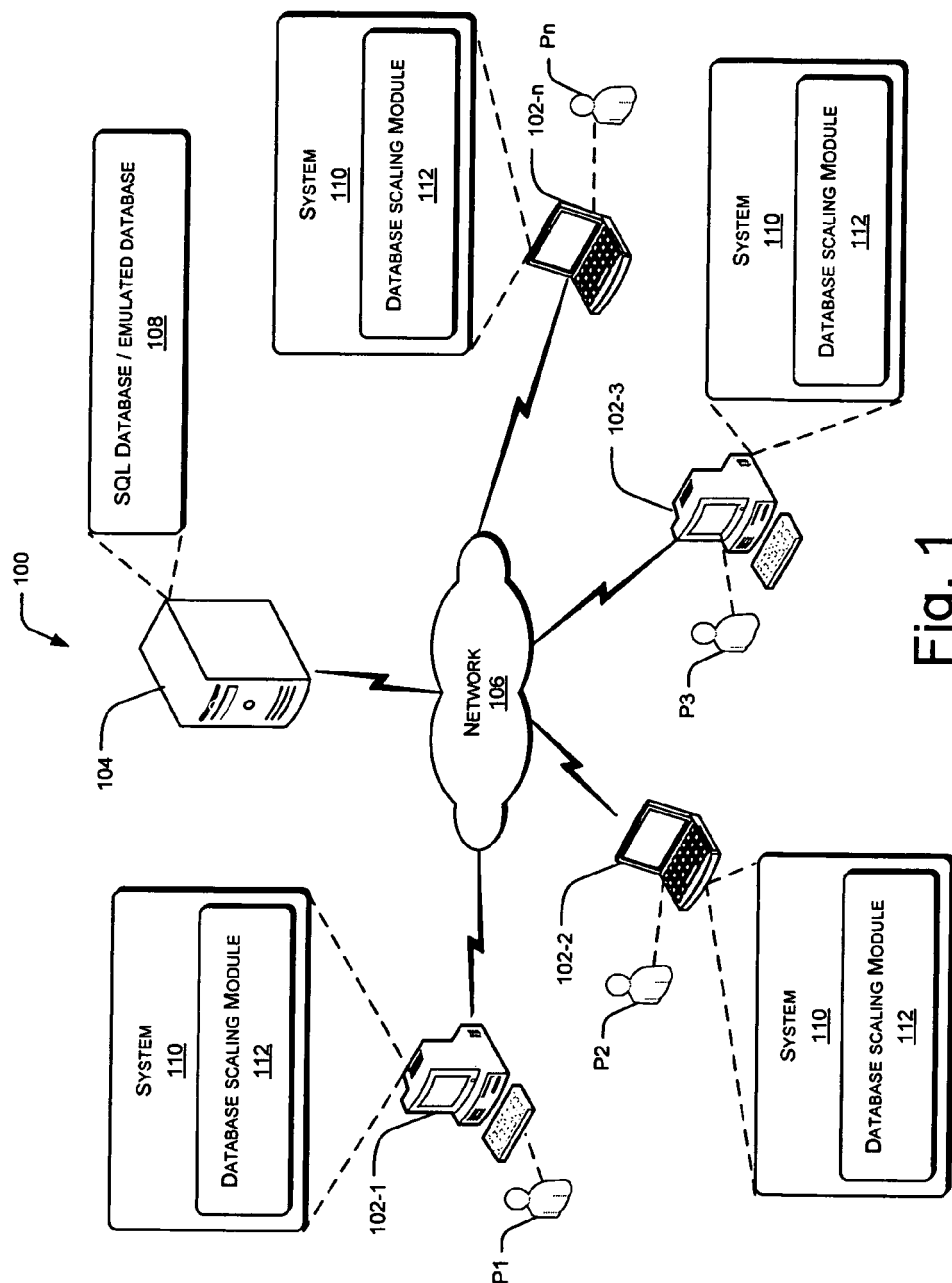 100
104
SQL DATABASE / EMULATED DATABASE
108
SYSTEM
110
DATABASE SCALING MODULE
112
102-1
P1
NETWORK
106
SYSTEM
110
DATABASE SCALING MODULE
112
102-n
Pn
102-2
P2
SYSTEM
110
DATABASE SCALING MODULE
112
102-3
P3
SYSTEM
110
DATABASE SCALING MODULE
112
Fig. 1